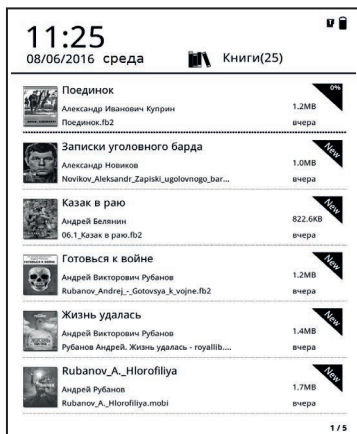 11:25
08/06/2016 среда
Книги(25)
Поединок
0%
Александр Иванович Куприн
1.2MB
Поединок.fb2
вчера
Записки уголовного барда
New
Александр Новиков
1.0MB
Novikov_Aleksandr_Zapiski_ugolovnogo_bar...
вчера
Казак в раю
New
Андрей Белянин
822.6KB
06.1_Казак в раю.fb2
вчера
ГОТОВЬСЯ К ВОЙНЕ
Готовься к войне
New
Андрей Викторович Рубанов
1.2MB
Rubanov_Andrej_-_Gotovsya_k_vojne.fb2
вчера
Жизнь удалась
New
Андрей Викторович Рубанов
1.4MB
Рубанов Андрей. Жизнь удалась - royallib....
вчера
Rubanov_A._Hlorofiliya
New
Андрей Рубанов
1.7MB
Rubanov_A._Hlorofiliya.mobi
вчера
1 / 5